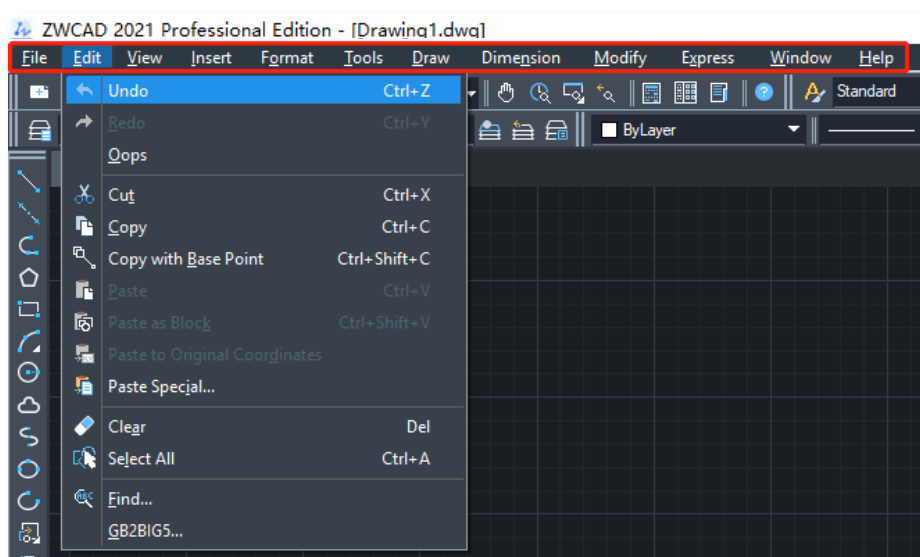 ZWCAD 2021 Professional Edition - [Drawing1.dwg]
File Edit View Insert Format Tools Draw Dimension Modify Express Window Help
Undo Ctrl+Z
Standard
Redo Ctrl+Y
ByLayer
Oops
Cut Ctrl+X
Copy Ctrl+C
Copy with Base Point Ctrl+Shift+C
Paste Ctrl+V
Paste as Block Ctrl+Shift+V
Paste to Original Coordinates
Paste Special...
Clear Del
Select All Ctrl+A
Find...
GB2BIG5...